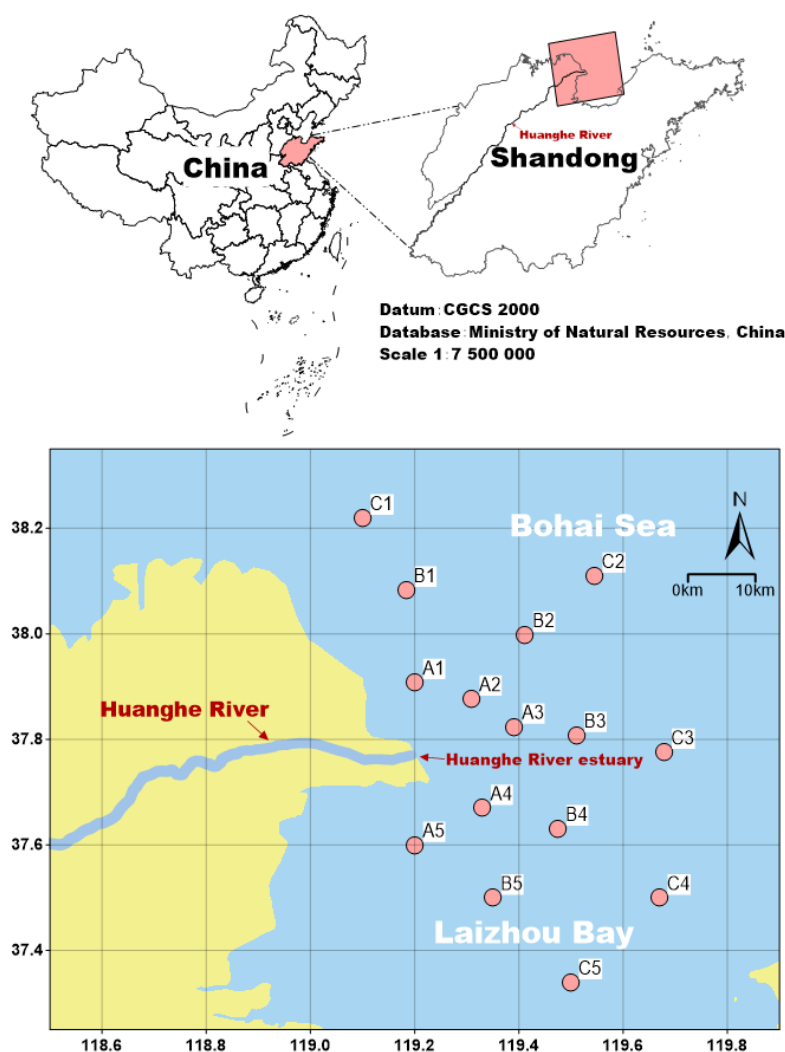 China
Huanghe River
Shandong
Datum:CGCS 2000
Database:Ministry of Natural Resources, China
Scale 1:7 500 000
C1
38.2
Bohai Sea
N
C2
0km 10km
B1
B2
38.0
A1
A2
A3
B3
Huanghe River
C3
37.8
Huanghe River estuary
A4
B4
A5
37.6
B5
C4
Laizhou Bay
37.4
C5
118.6 118.8 119.0 119.2 119.4 119.6 119.8